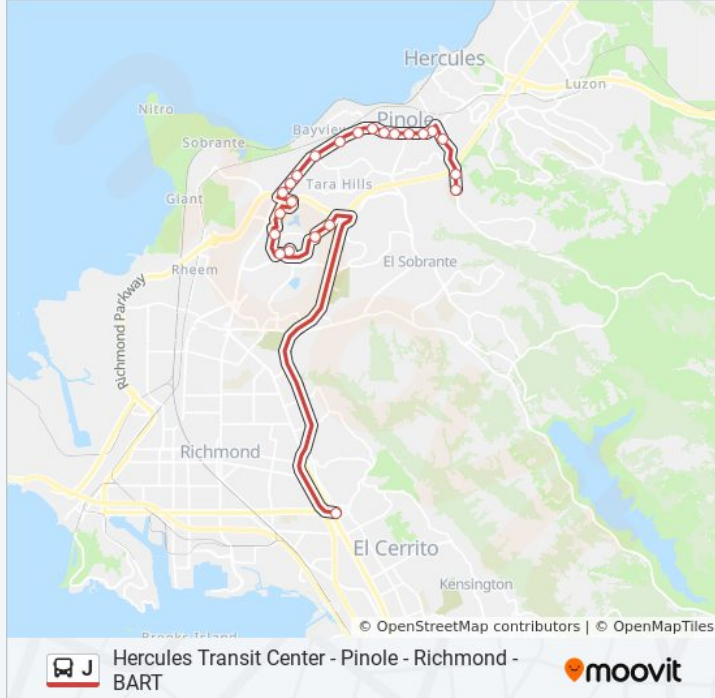 Hercules
Luzon
Nitro
Pinole
Bayview
Sobrante
Tara Hills
Giant
El Sobrante
Rheem
Richmond Parkway
Richmond
El Cerrito
Kensington
© OpenStreetMap contributors | © OpenMapTiles
Brooks Island
J
Hercules Transit Center - Pinole - Richmond -
BART
moovit